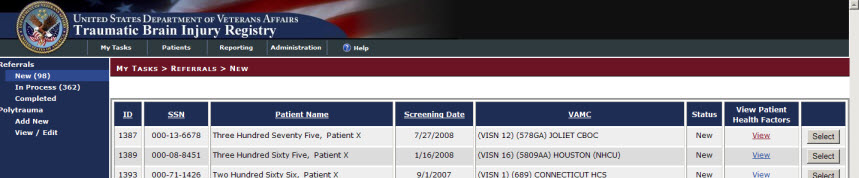 UNITED STATES DEPARTMENT OF VETERANS AFFAIRS
Traumatic Brain Injury Registry
My Tasks Patients Reporting Administration ? Help
Referrals
New (98)
In Process (362)
Completed
Polytrauma
Add New
View / Edit
MY TASKS > REFERRALS > NEW
ID SSN Patient Name Screening Date VAMC Status View Patient Health Factors
1387 000-13-6678 Three Hundred Seventy Five, Patient X 7/27/2008 (VISN 12) (578GA) JOLIET CBOC New View Select
1389 000-08-8451 Three Hundred Sixty Five, Patient X 1/16/2008 (VISN 16) (5809AA) HOUSTON (NHCU) New View Select
1393 000-71-1426 Two Hundred Sixty Six, Patient X 9/1/2007 (VISN 1) (689) CONNECTICUT HCS New View Select